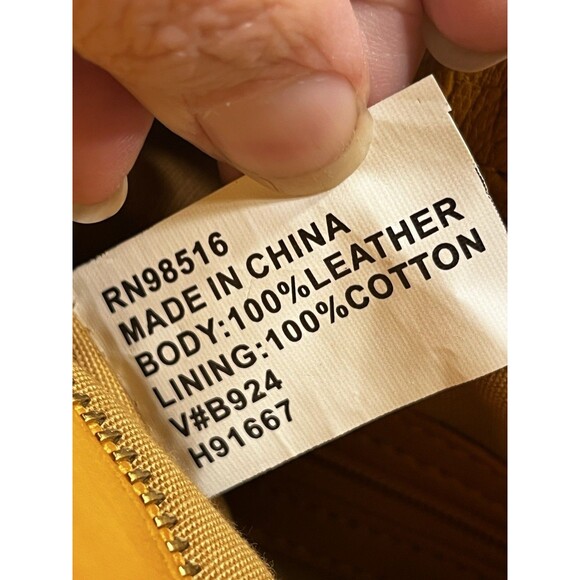 RN98516
MADE IN CHINA
BODY:100%LEATHER
LINING:100%COTTON
V#B924
H91667